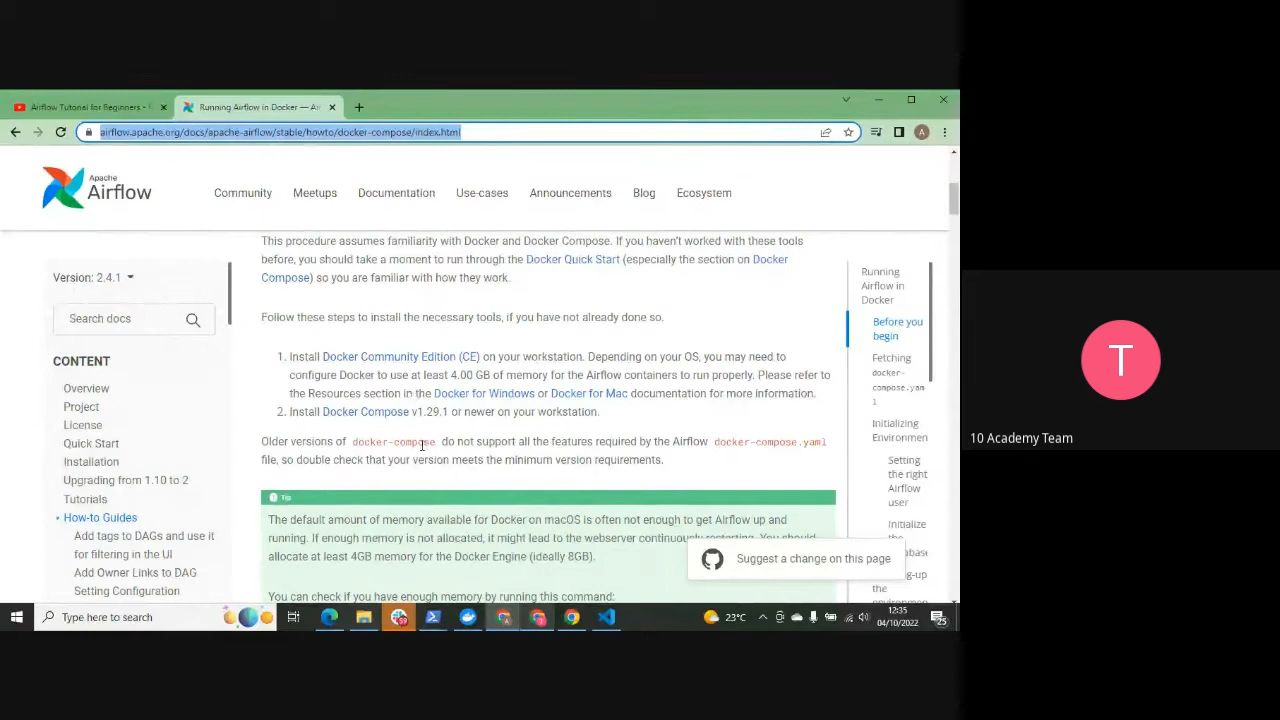 Airflow Tutorial for Beginners -
Running Airflow in Docker — Air
airflow.apache.org/docs/apache-airflow/stable/howto/docker-compose/index.html
A
Apache
Airflow
Community
Meetups
Documentation
Use-cases
Announcements
Blog
Ecosystem
Version: 2.4.1
Search docs
CONTENT
Overview
Project
License
Quick Start
Installation
Upgrading from 1.10 to 2
Tutorials
How-to Guides
Add tags to DAGs and use it
for filtering in the UI
Add Owner Links to DAG
Setting Configuration
This procedure assumes familiarity with Docker and Docker Compose. If you haven't worked with these tools
before, you should take a moment to run through the Docker Quick Start (especially the section on Docker
Compose) so you are familiar with how they work.
Follow these steps to install the necessary tools, if you have not already done so.
1. Install Docker Community Edition (CE) on your workstation. Depending on your OS, you may need to
configure Docker to use at least 4.00 GB of memory for the Airflow containers to run properly. Please refer to
the Resources section in the Docker for Windows or Docker for Mac documentation for more information.
2. Install Docker Compose v1.29.1 or newer on your workstation.
Older versions of docker-compose do not support all the features required by the Airflow docker-compose.yaml
file, so double check that your version meets the minimum version requirements.
Tip
The default amount of memory available for Docker on macOS is often not enough to get Airflow up and
running. If enough memory is not allocated, it might lead to the webserver continuously restarting. You should
allocate at least 4GB memory for the Docker Engine (ideally 8GB).
You can check if you have enough memory by running this command:
Suggest a change on this page
Running
Airflow in
Docker
Before you
begin
Fetching
docker-
compose.yam
l
Initializing
Environmen
Setting
the right
Airflow
user
Initialize
the
Database
environme
Type here to search
23°C
12:35
04/10/2022
25
T
10 Academy Team